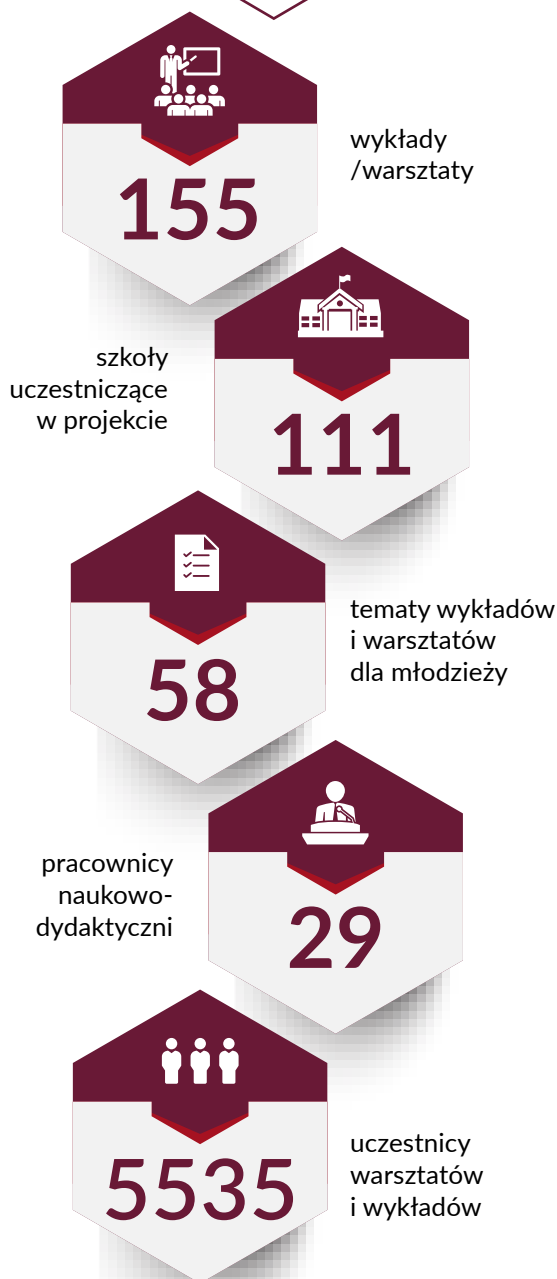 155
wykłady
/warsztaty
szkoły
uczestniczące
w projekcie
111
58
tematy wykładów
i warsztatów
dla młodzieży
pracownicy
naukowo-
dydaktyczni
29
5535
uczestnicy
warsztatów
i wykładów